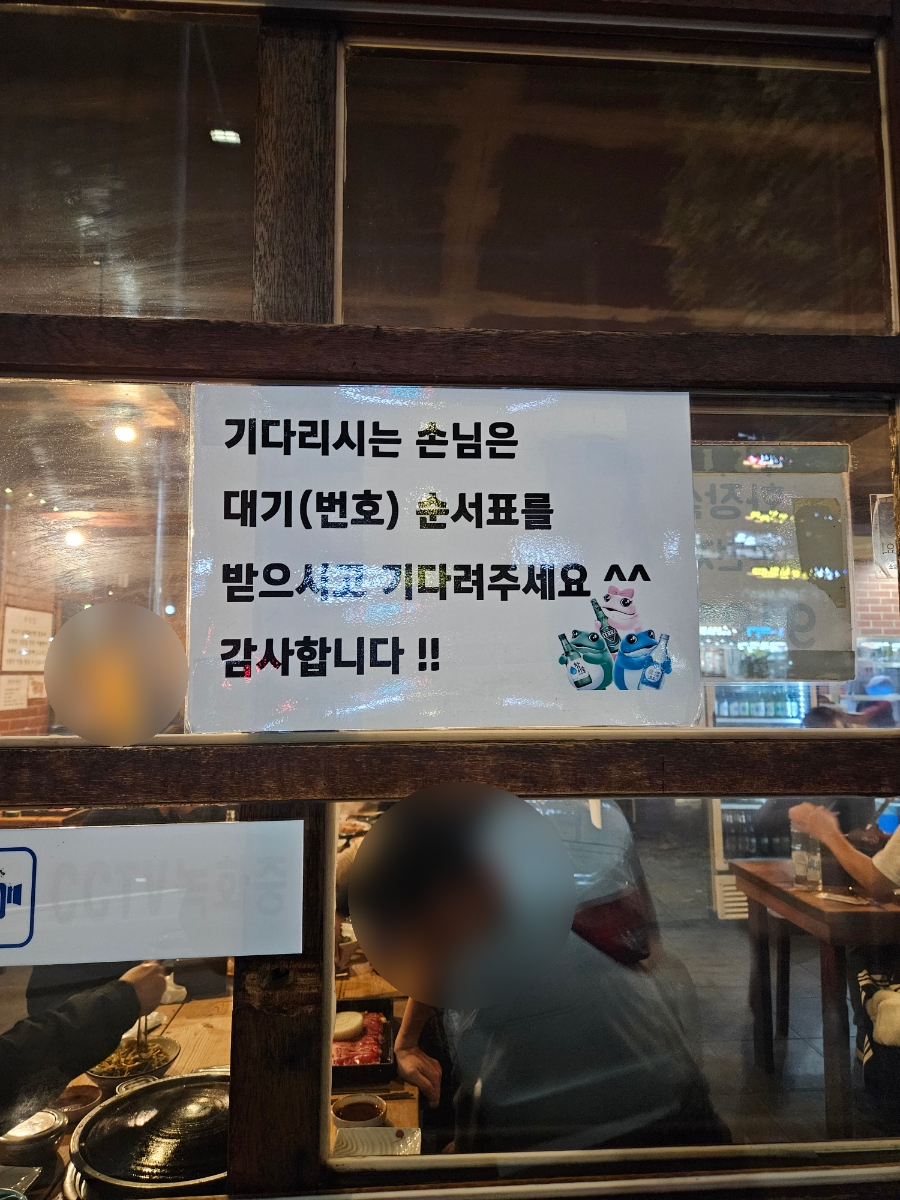 기다리시는 손님은
대기(번호) 순서표를
받으시고 기다려주세요 ^^
감사합니다 !!